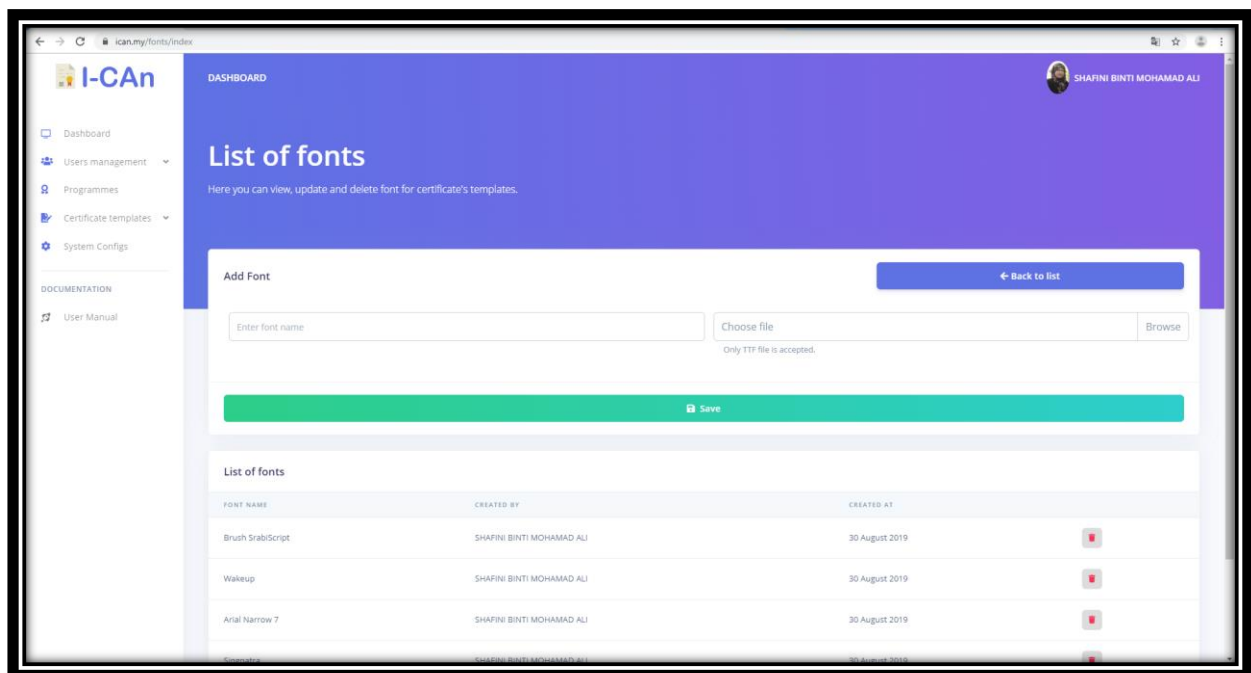 ican.my/fonts/index
I-CAn
DASHBOARD
SHAFINI BINTI MOHAMAD ALI
Dashboard
Users management
Programmes
Certificate templates
System Configs
DOCUMENTATION
User Manual
List of fonts
Here you can view, update and delete font for certificate's templates.
Add Font
← Back to list
Enter font name
Choose file
Browse
Only TTF file is accepted.
Save
List of fonts
FONT NAME CREATED BY CREATED AT
Brush SrabiScript SHAFINI BINTI MOHAMAD ALI 30 August 2019
Wakeup SHAFINI BINTI MOHAMAD ALI 30 August 2019
Arial Narrow 7 SHAFINI BINTI MOHAMAD ALI 30 August 2019
SHAFINI BINTI MOHAMAD ALI 30 August 2019